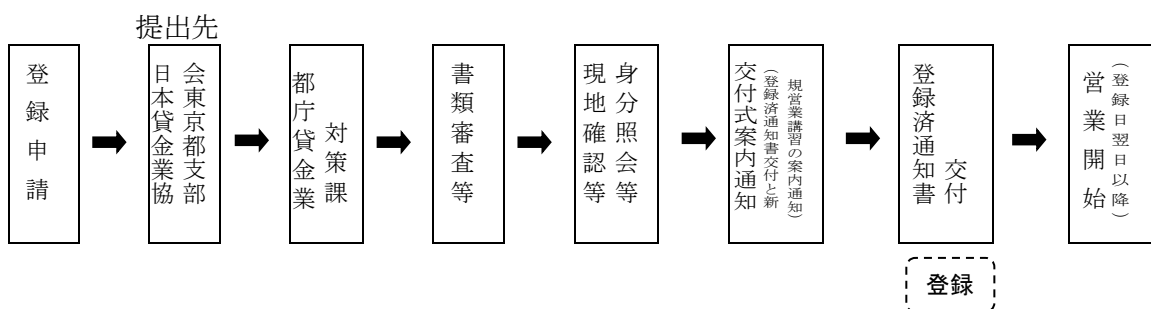 提出先
登録申請
日本貸金業協
会東京都支部
都庁貸金業
対策課
書類審査等
現地確認等
身分照会等
交付式案内通知
(登録済通知書交付と新
規営業講習の案内通知)
登録済通知書
交付
営業開始
(登録日翌日以降)
登録